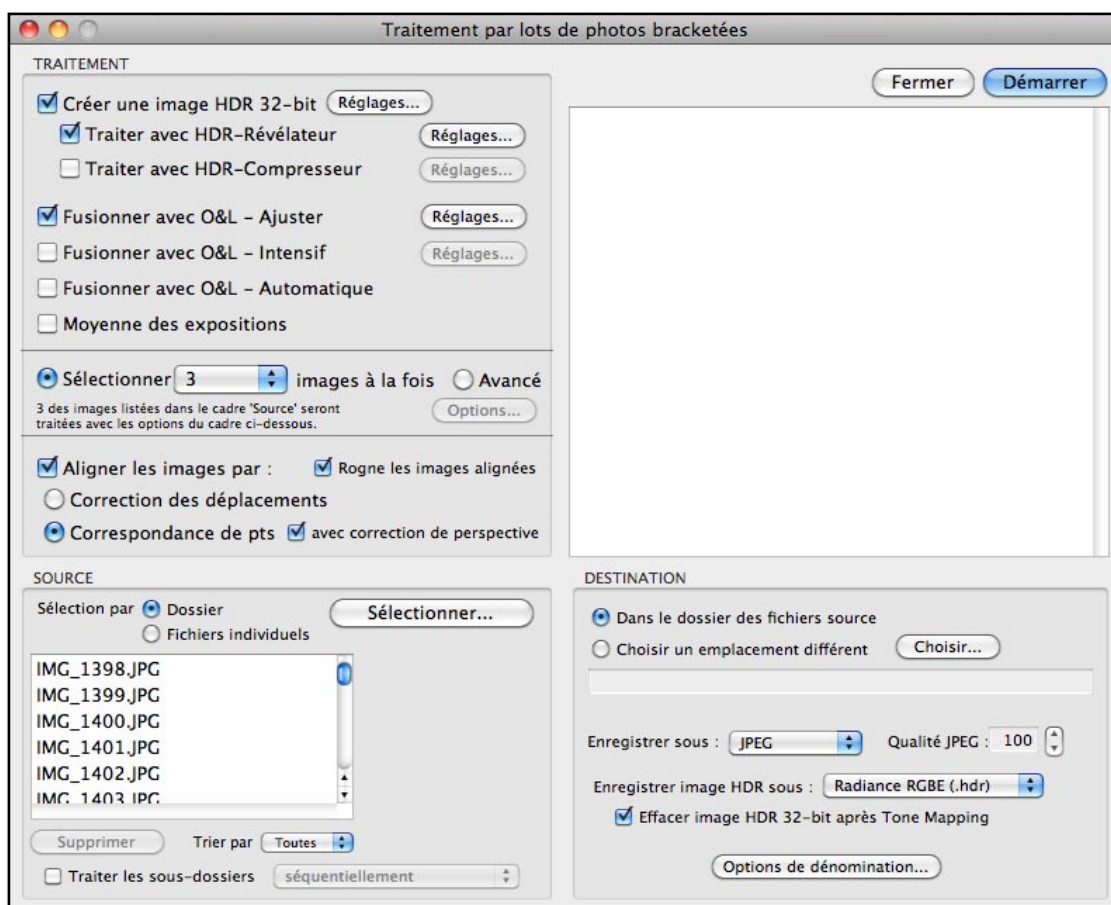 Traitement par lots de photos bracketées
TRAITEMENT
Créer une image HDR 32-bit Réglages...
Traiter avec HDR-Révélateur Réglages...
Traiter avec HDR-Compresseur Réglages...
Fusionner avec O&L - Ajuster Réglages...
Fusionner avec O&L - Intensif Réglages...
Fusionner avec O&L - Automatique
Moyenne des expositions
Sélectionner 3 images à la fois Avancé
3 des images listées dans le cadre 'Source' seront
traitées avec les options du cadre ci-dessous.
Options...
Aligner les images par : Rogne les images alignées
Correction des déplacements
Correspondance de pts avec correction de perspective
Fermer Démarrer
SOURCE
Sélection par Dossier
Fichiers individuels
Sélectionner...
IMG_1398.JPG
IMG_1399.JPG
IMG_1400.JPG
IMG_1401.JPG
IMG_1402.JPG
IMG_1403.JPG
Supprimer Trier par Toutes
Traiter les sous-dossiers séquentiellement
DESTINATION
Dans le dossier des fichiers source
Choisir un emplacement différent Choisir...
Enregistrer sous : JPEG Qualité JPEG : 100
Enregistrer image HDR sous : Radiance RGBE (.hdr)
Effacer image HDR 32-bit après Tone Mapping
Options de dénomination...